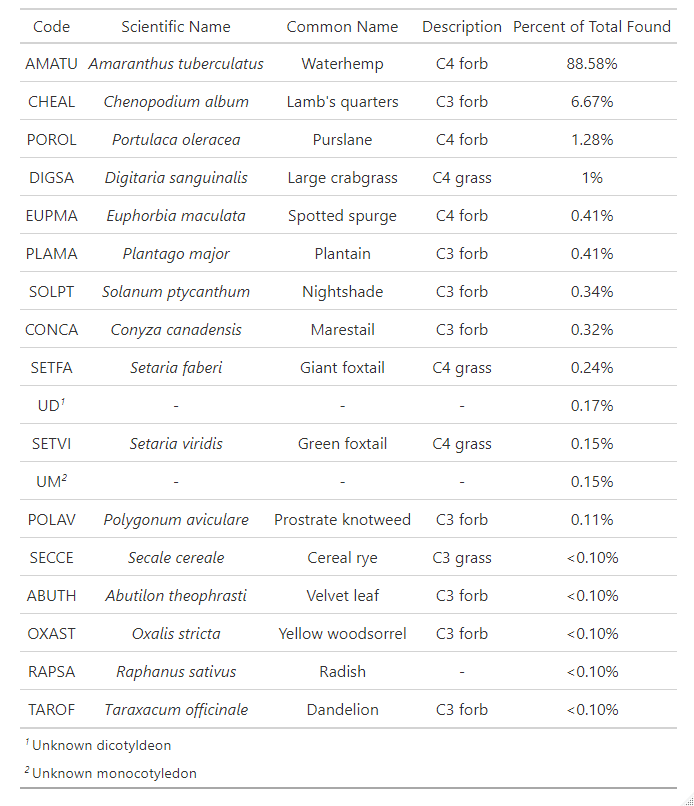 Code Scientific Name Common Name Description Percent of Total Found
AMATU Amaranthus tuberculatus Waterhemp C4 forb 88.58%
CHEAL Chenopodium album Lamb's quarters C3 forb 6.67%
POROL Portulaca oleracea Purslane C4 forb 1.28%
DIGSA Digitaria sanguinalis Large crabgrass C4 grass 1%
EUPMA Euphorbia maculata Spotted spurge C4 forb 0.41%
PLAMA Plantago major Plantain C3 forb 0.41%
SOLPT Solanum ptycanthum Nightshade C3 forb 0.34%
CONCA Conyza canadensis Marestail C3 forb 0.32%
SETFA Setaria faberi Giant foxtail C4 grass 0.24%
UD¹ - - - 0.17%
SETVI Setaria viridis Green foxtail C4 grass 0.15%
UM² - - - 0.15%
POLAV Polygonum aviculare Prostrate knotweed C3 forb 0.11%
SECCE Secale cereale Cereal rye C3 grass <0.10%
ABUTH Abutilon theophrasti Velvet leaf C3 forb <0.10%
OXAST Oxalis stricta Yellow woodsorrel C3 forb <0.10%
RAPSA Raphanus sativus Radish - <0.10%
TAROF Taraxacum officinale Dandelion C3 forb <0.10%
¹ Unknown dicotyldeon
² Unknown monocotyledon